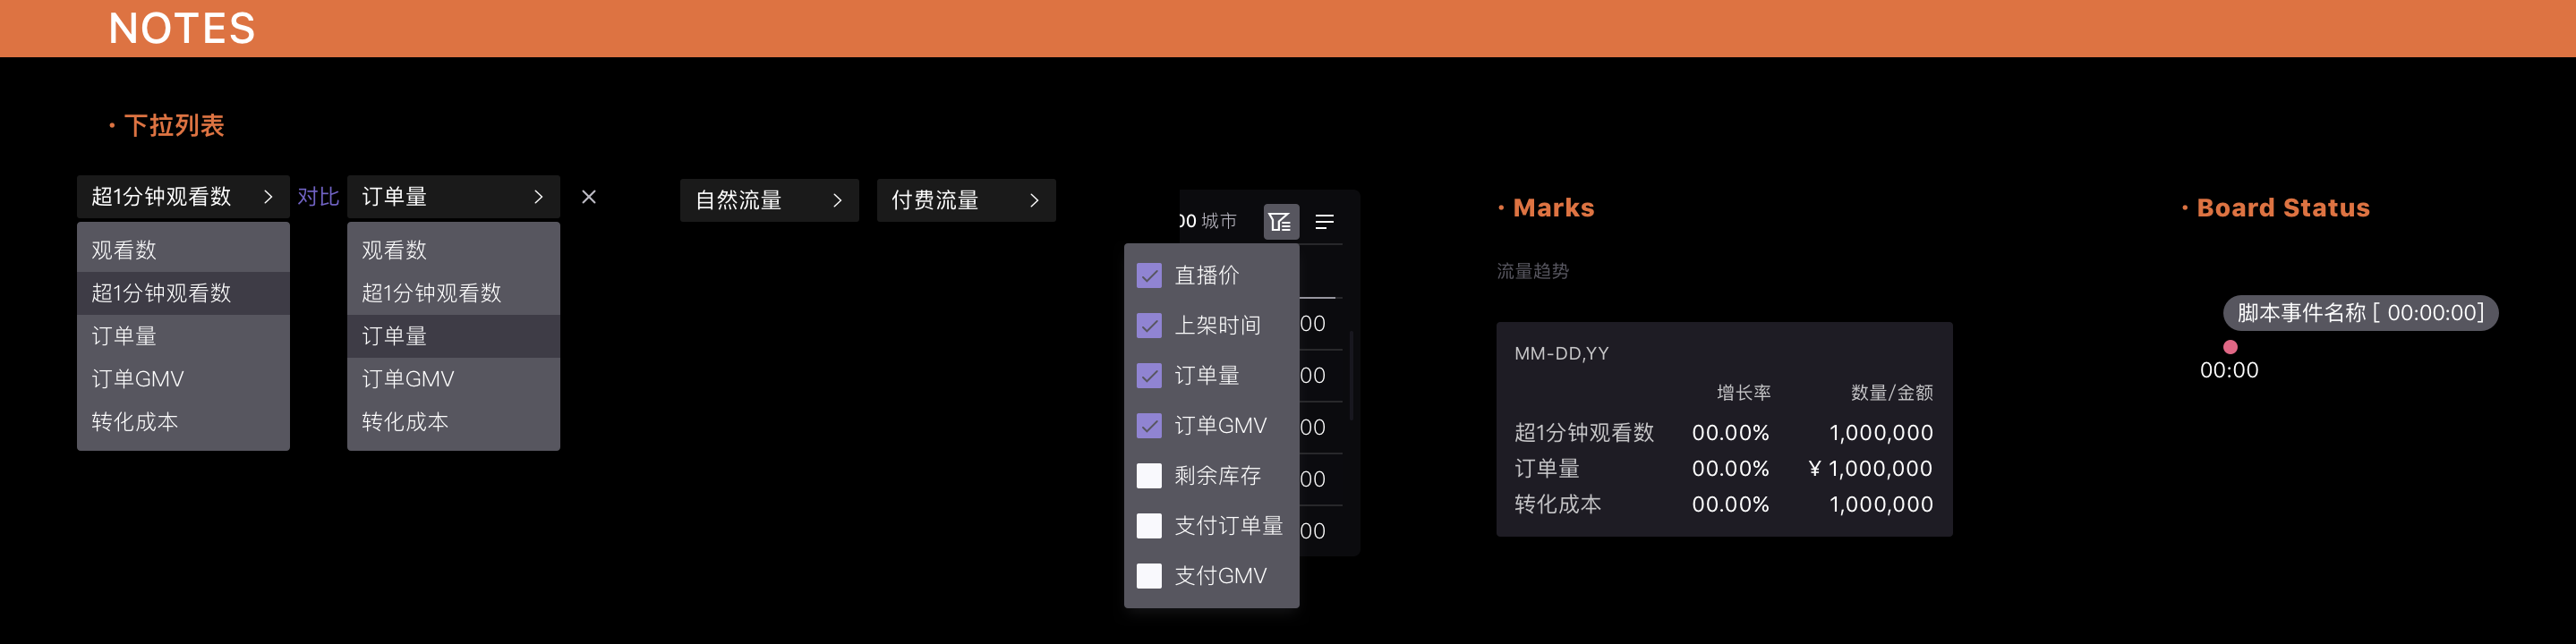 NOTES
· 下拉列表
超1分钟观看数
对比
订单量
观看数
超1分钟观看数
订单量
订单GMV
转化成本
观看数
超1分钟观看数
订单量
订单GMV
转化成本
自然流量
付费流量
00 城市
直播价
上架时间
订单量
订单GMV
剩余库存
支付订单量
支付GMV
00
00
00
00
00
· Marks
流量趋势
MM-DD,YY
增长率 数量/金额
超1分钟观看数 00.00% 1,000,000
订单量 00.00% ¥ 1,000,000
转化成本 00.00% 1,000,000
· Board Status
脚本事件名称 [ 00:00:00]
00:00